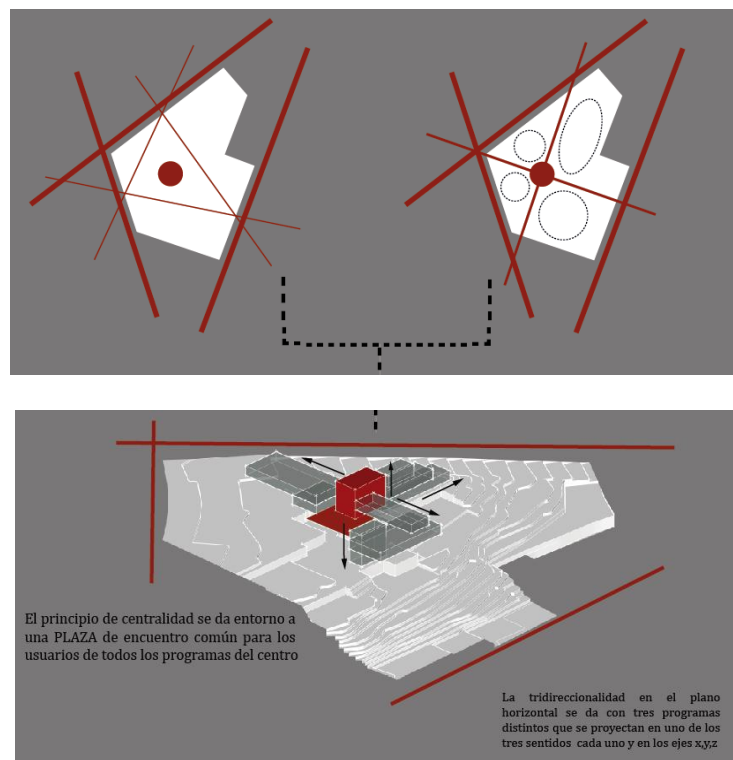 El principio de centralidad se da entorno a
una PLAZA de encuentro común para los
usuarios de todos los programas del centro
La tridireccionalidad en el plano
horizontal se da con tres programas
distintos que se proyectan en uno de los
tres sentidos cada uno y en los ejes x,y,z